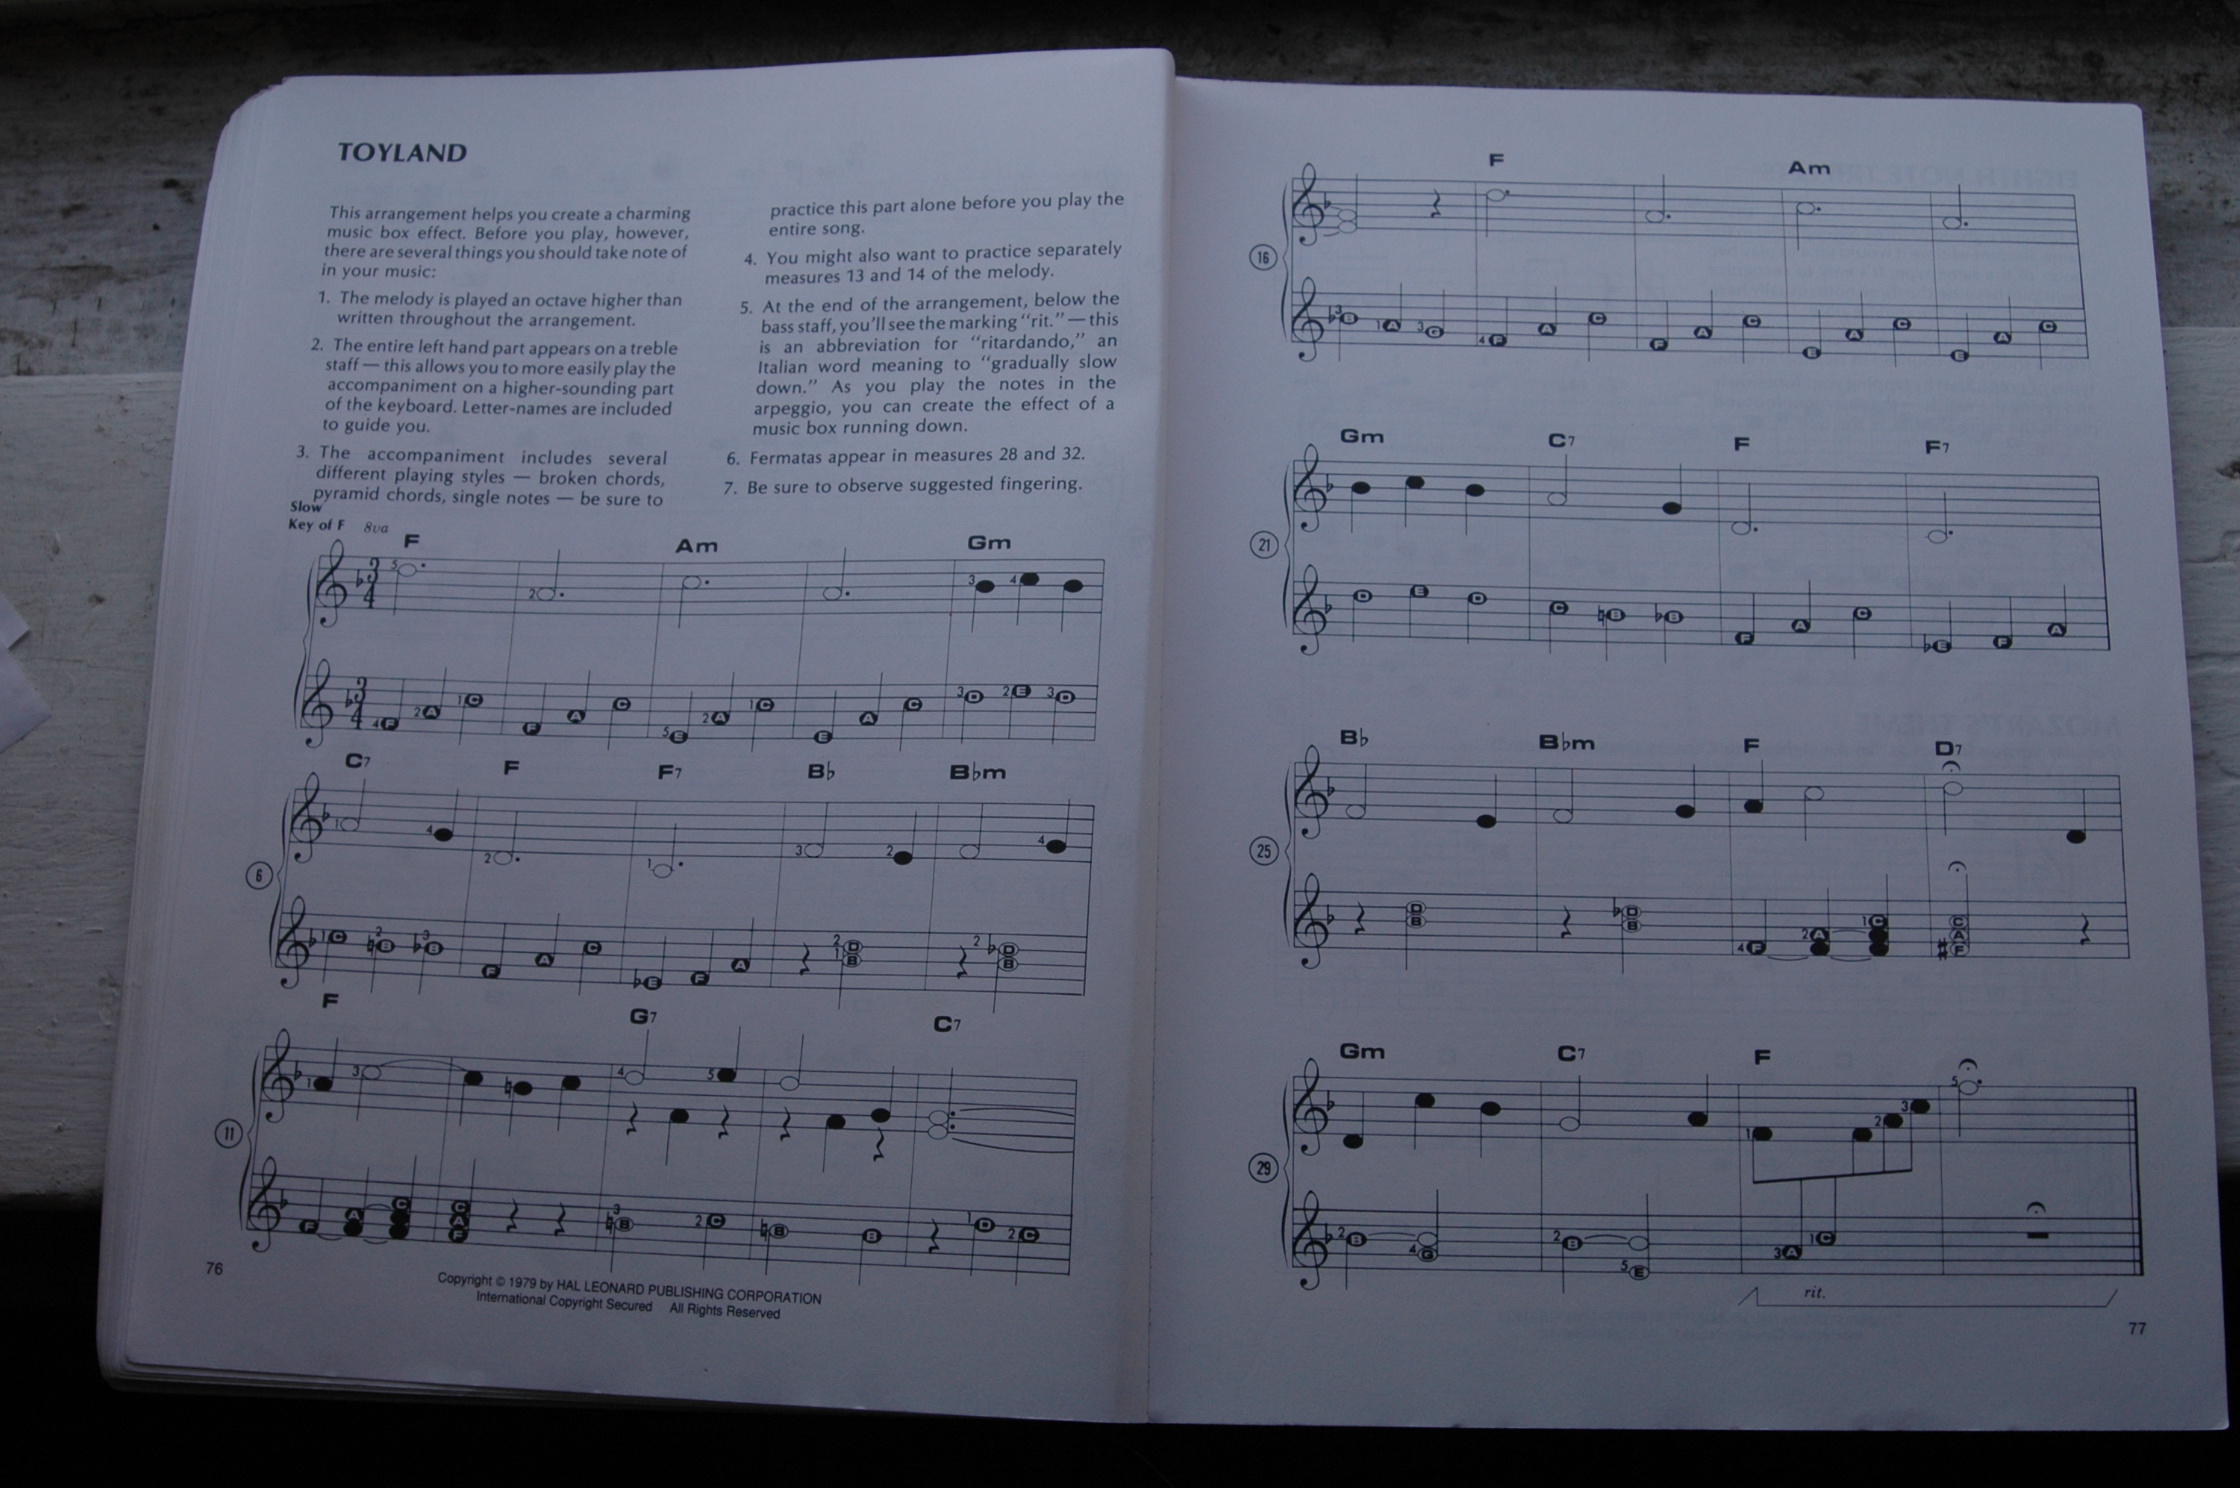 TOYLAND
This arrangement helps you create a charming
music box effect. Before you play, however,
there are several things you should take note of
in your music:
1. The melody is played an octave higher than
written throughout the arrangement.
2. The entire left hand part appears on a treble
staff — this allows you to more easily play the
accompaniment on a higher-sounding part
of the keyboard. Letter-names are included
to guide you.
3. The accompaniment includes several
different playing styles — broken chords,
pyramid chords, single notes — be sure to
practice this part alone before you play the
entire song.
4. You might also want to practice separately
measures 13 and 14 of the melody.
5. At the end of the arrangement, below the
bass staff, you'll see the marking "rit." — this
is an abbreviation for "ritardando," an
Italian word meaning to "gradually slow
down." As you play the notes in the
arpeggio, you can create the effect of a
music box running down.
6. Fermatas appear in measures 28 and 32.
7. Be sure to observe suggested fingering.
Slow
Key of F 8va
F Am Gm
5 2 3 4
3 4
3 4
4 F 2 A 1 C F A C 5 E 2 A 1 C E A C 3 D 2 E 3 D
C7 F F7 B♭ B♭m
1 4 2 1 3 2 4
6
1 C 2 ♮B 3 ♭B F A C ♭E F A 2 D 1 B 2 ♭D B
F G7 C7
1 3 4 5
11
F A C C A F 3 ♮B 2 C ♮B B 1 D 2 C
76
Copyright © 1979 by HAL LEONARD PUBLISHING CORPORATION
International Copyright Secured All Rights Reserved
F Am
16
3 ♭B 1 A 3 G 4 F A C F A C E A C E A C
Gm C7 F F7
21
D E D C ♮B ♭B F A C ♭E F A
B♭ B♭m F D7
25
D B ♭D B 4 F 2 A 1 C C A #F
Gm C7 F
1 2 3 5
29
2 B 4 G 2 B 5 E 3 A 1 C
rit.
77